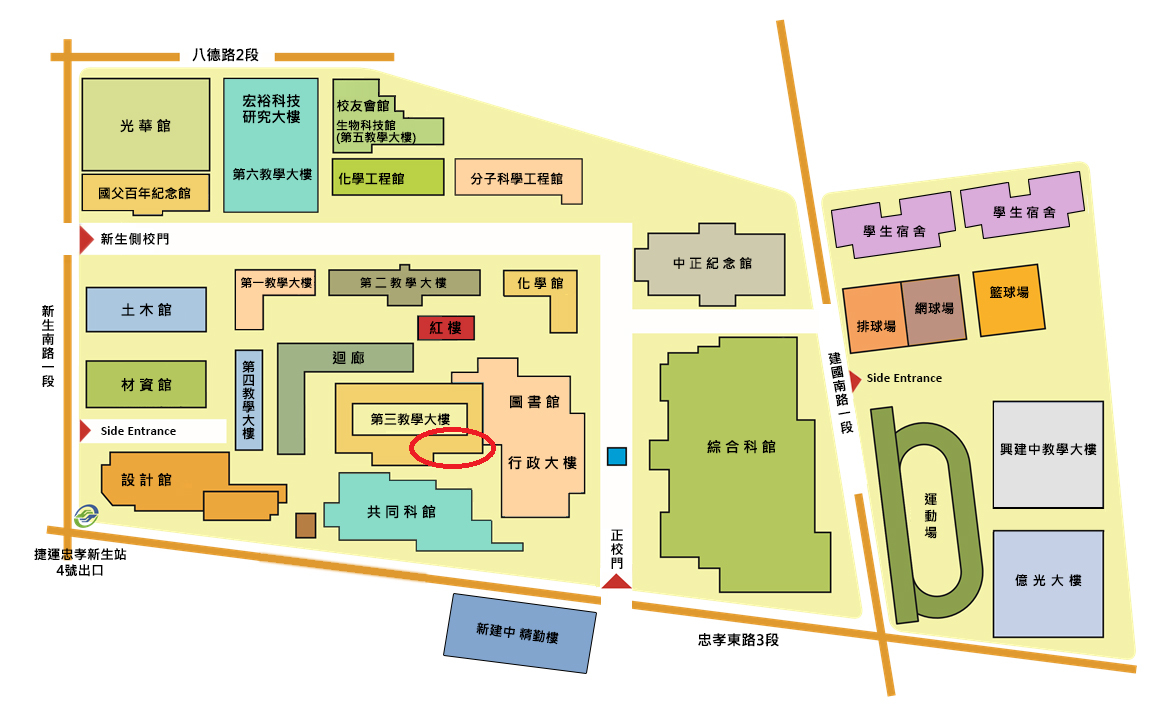 八德路2段
光華館
宏裕科技
研究大樓
第六教學大樓
校友會館
生物科技館
(第五教學大樓)
化學工程館
分子科學工程館
國父百年紀念館
新生側校門
中正紀念館
學生宿舍
學生宿舍
排球場
網球場
籃球場
第一教學大樓
第二教學大樓
化學館
土木館
紅樓
迴廊
新生南路一段
材資館
第四教學大樓
第三教學大樓
圖書館
行政大樓
綜合科館
建國南路一段
Side Entrance
Side Entrance
設計館
共同科館
正校門
運動場
興建中教學大樓
億光大樓
捷運忠孝新生站
4號出口
新建中 精勤樓
忠孝東路3段